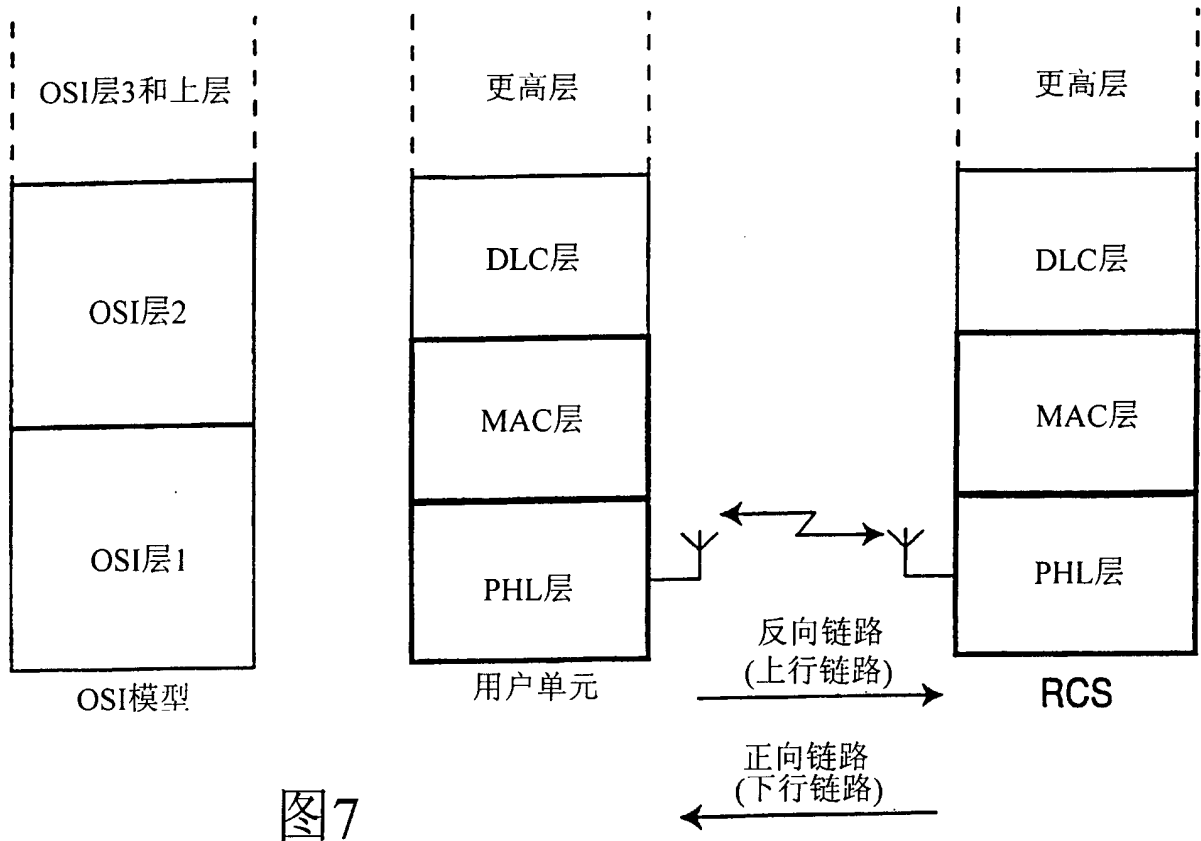 OSI层3和上层
更高层
更高层
OSI层2
DLC层
DLC层
MAC层
MAC层
OSI层1
PHL层
PHL层
反向链路
(上行链路)
OSI模型
用户单元
RCS
正向链路
(下行链路)
图7